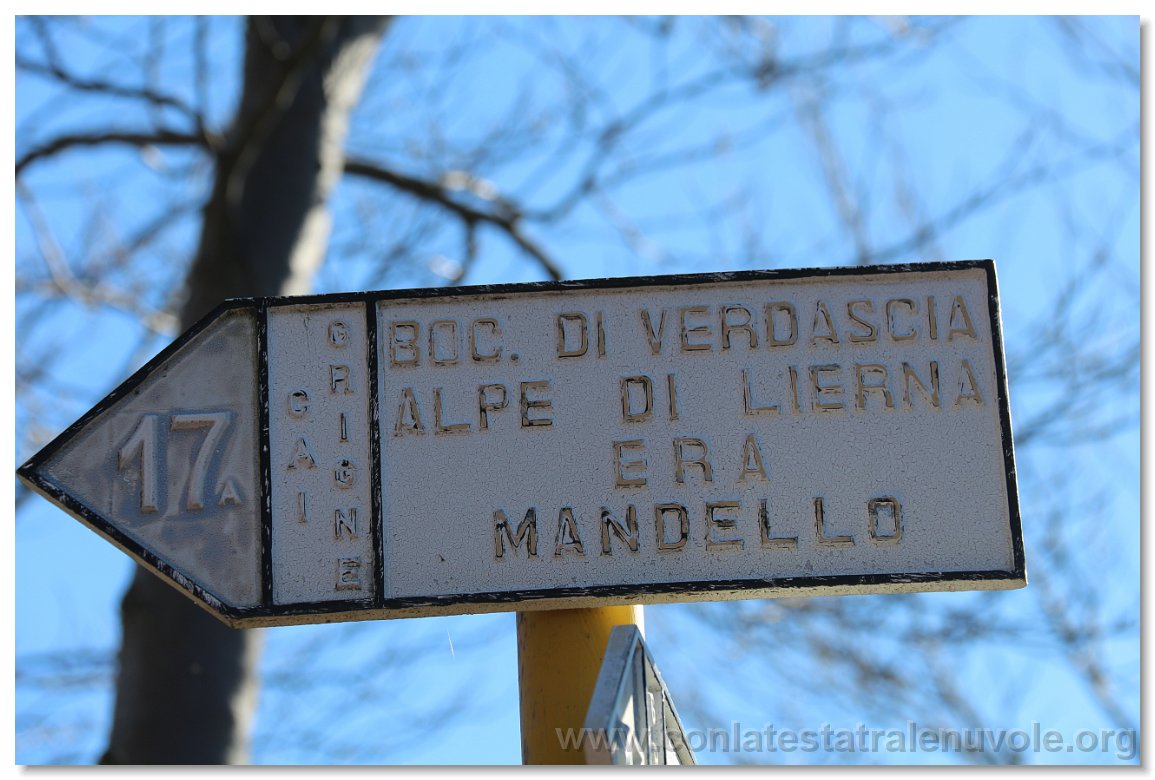 17A
CAI
GRIGNE
BOC. DI VERDASCIA
ALPE DI LIERNA
ERA
MANDELLO
www.conlatestatralenuvole.org